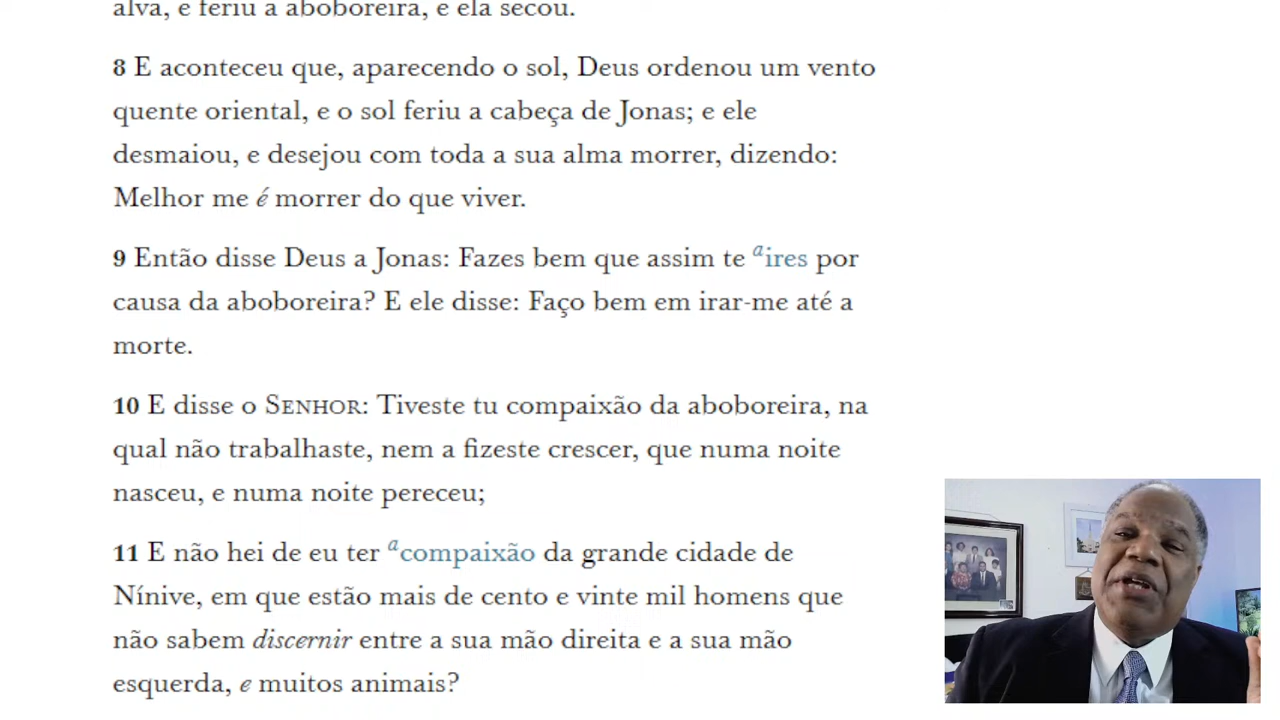 alva, e feriu a aboboreira, e ela secou.
8 E aconteceu que, aparecendo o sol, Deus ordenou um vento
quente oriental, e o sol feriu a cabeça de Jonas; e ele
desmaiou, e desejou com toda a sua alma morrer, dizendo:
Melhor me é morrer do que viver.
9 Então disse Deus a Jonas: Fazes bem que assim te aires por
causa da aboboreira? E ele disse: Faço bem em irar-me até a
morte.
10 E disse o SENHOR: Tiveste tu compaixão da aboboreira, na
qual não trabalhaste, nem a fizeste crescer, que numa noite
nasceu, e numa noite pereceu;
11 E não hei de eu ter acompaixão da grande cidade de
Nínive, em que estão mais de cento e vinte mil homens que
não sabem discernir entre a sua mão direita e a sua mão
esquerda, e muitos animais?